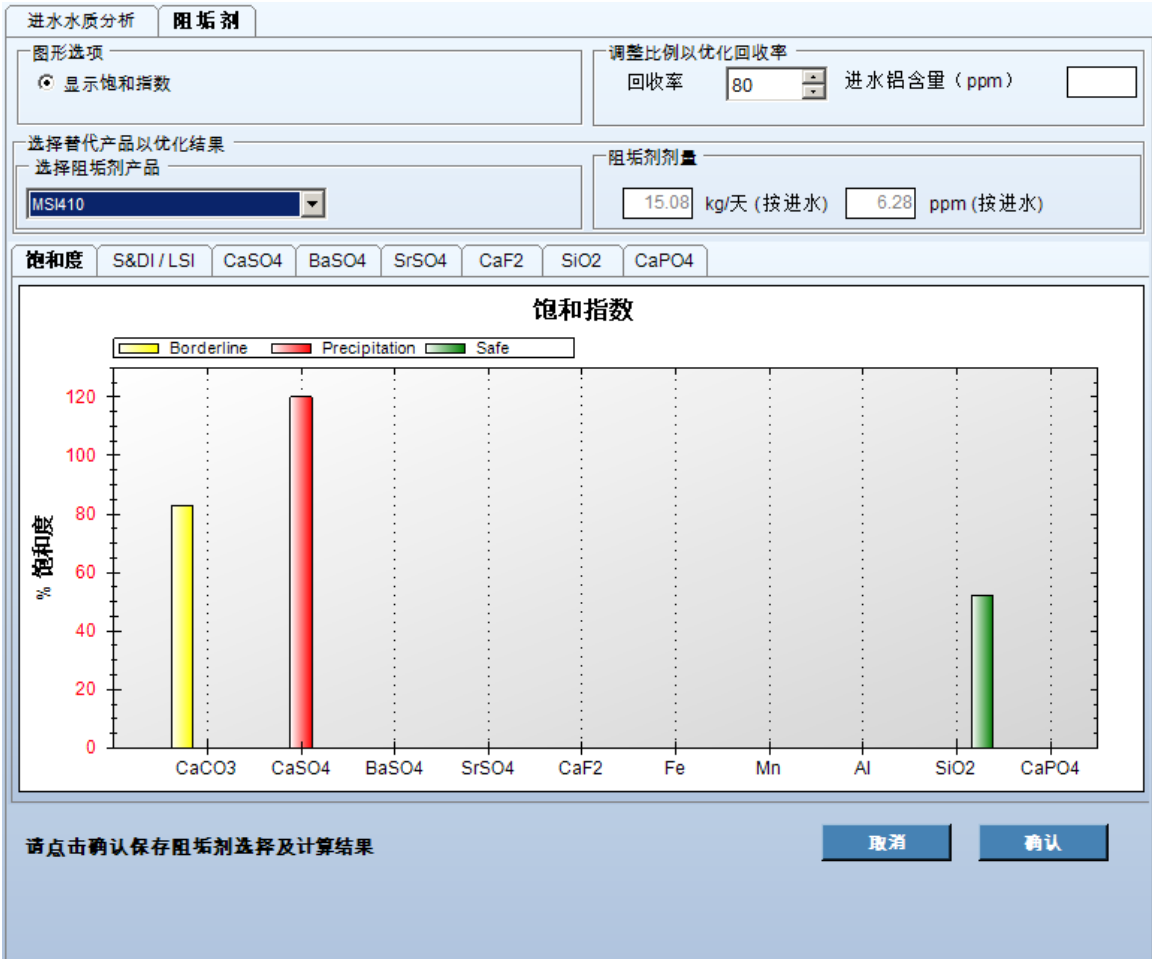 进水水质分析 阻垢剂
图形选项
显示饱和指数
调整比例以优化回收率
回收率 80 进水铝含量（ppm）
选择替代产品以优化结果
选择阻垢剂产品
MSI410
阻垢剂剂量
15.08 kg/天 (按进水) 6.28 ppm (按进水)
饱和度 S&DI / LSI CaSO4 BaSO4 SrSO4 CaF2 SiO2 CaPO4
饱和指数
Borderline Precipitation Safe
% 饱和度
120
100
80
60
40
20
0
CaCO3 CaSO4 BaSO4 SrSO4 CaF2 Fe Mn Al SiO2 CaPO4
请点击确认保存阻垢剂选择及计算结果
取消 确认